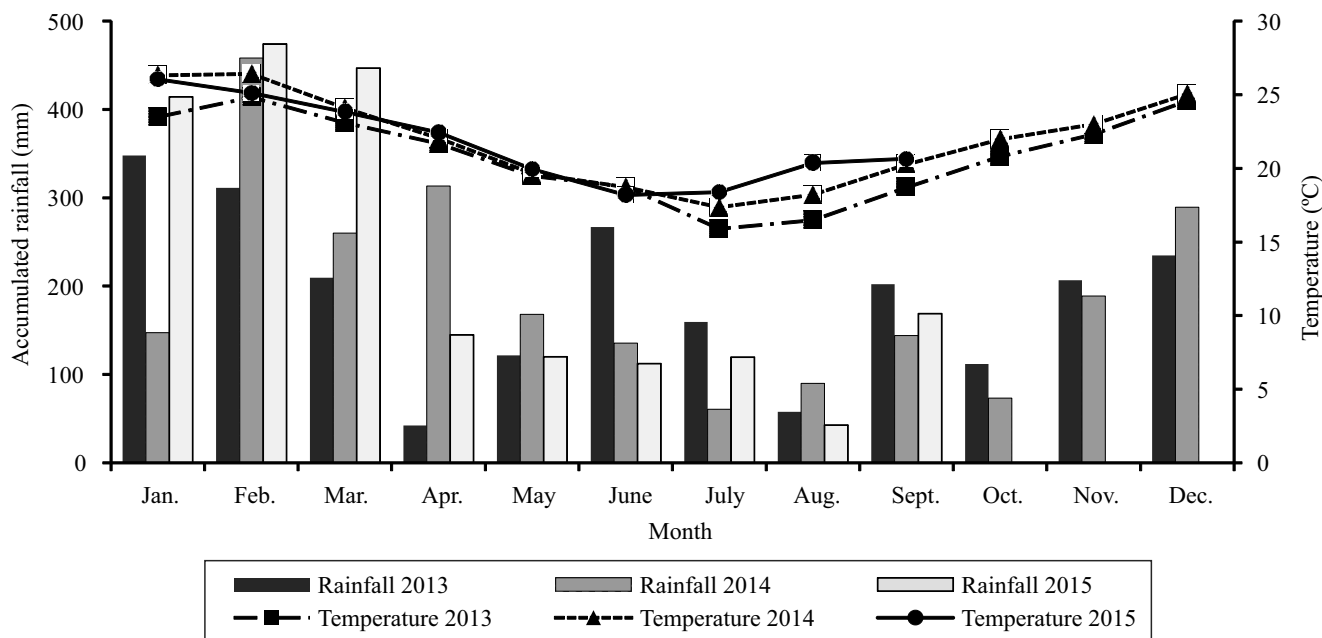 500
400
300
200
100
0
Accumulated rainfall (mm)
30
25
20
15
10
5
0
Temperature (ºC)
Jan. Feb. Mar. Apr. May June July Aug. Sept. Oct. Nov. Dec.
Month
Rainfall 2013 Rainfall 2014 Rainfall 2015
Temperature 2013 Temperature 2014 Temperature 2015